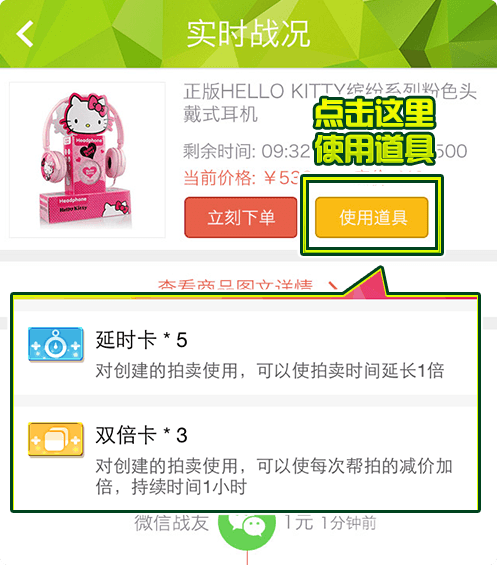 实时战况
正版HELLO KITTY缤纷系列粉色头
戴式耳机
点击这里
使用道具
剩余时间: 09:32
500
当前价格: ￥53
立刻下单
使用道具
查看商品图文详情
延时卡 * 5
对创建的拍卖使用，可以使拍卖时间延长1倍
双倍卡 * 3
对创建的拍卖使用，可以使每次帮拍的减价加
倍，持续时间1小时
微信战友
1元 1分钟前
Headphone
Hello Kitty